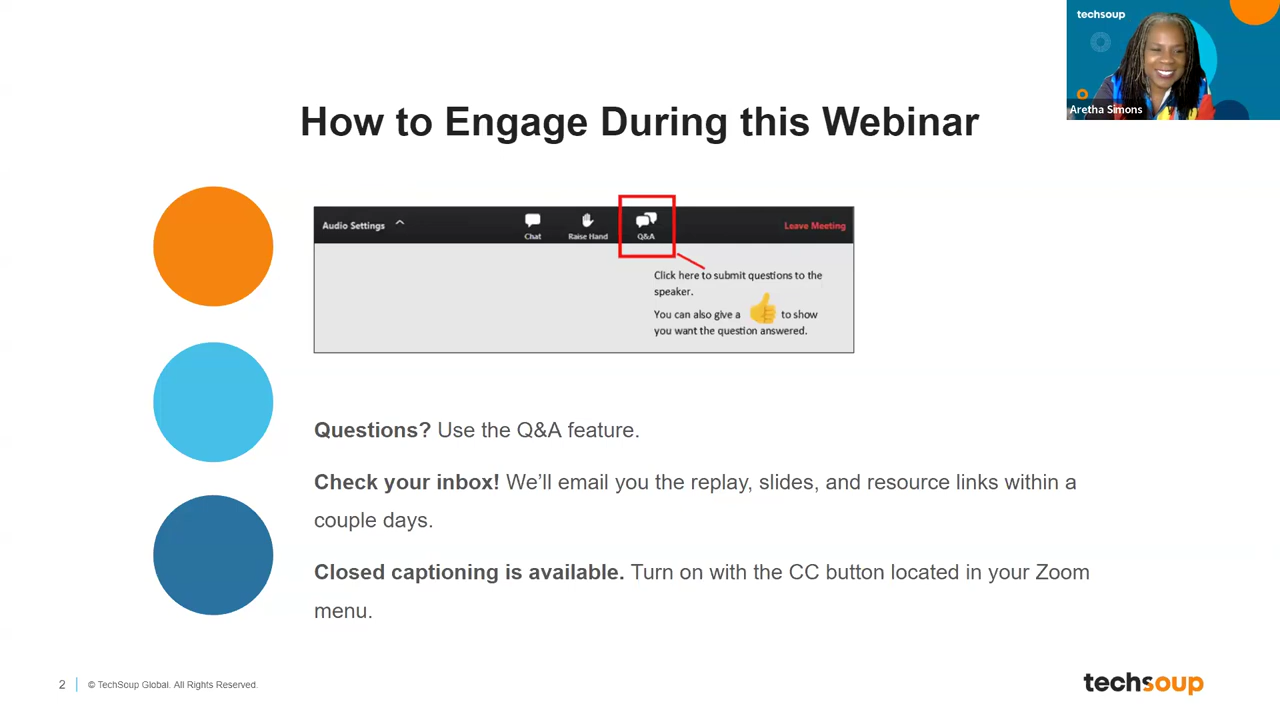 techsoup
Aretha Simons
How to Engage During this Webinar
Audio Settings
Chat
Raise Hand
Q&A
Leave Meeting
Click here to submit questions to the
speaker.
You can also give a 👍 to show
you want the question answered.
Questions? Use the Q&A feature.
Check your inbox! We’ll email you the replay, slides, and resource links within a
couple days.
Closed captioning is available. Turn on with the CC button located in your Zoom
menu.
2
© TechSoup Global. All Rights Reserved.
techsoup